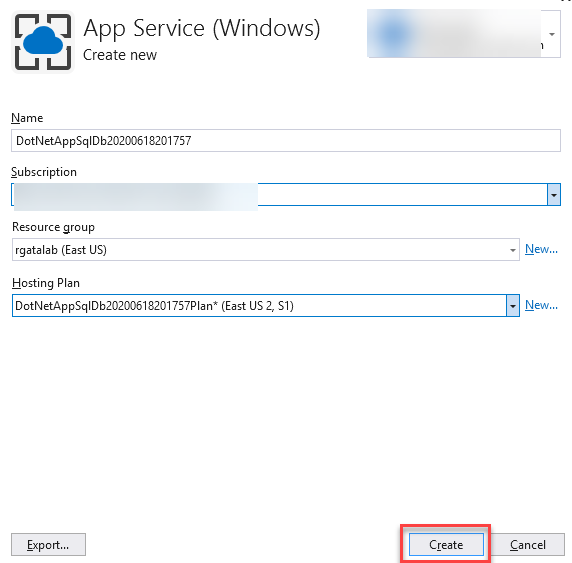 App Service (Windows)
Create new
Name
DotNetAppSqlDb20200618201757
Subscription
Resource group
rgatalab (East US)
New...
Hosting Plan
DotNetAppSqlDb20200618201757Plan* (East US 2, S1)
New...
Export...
Create
Cancel